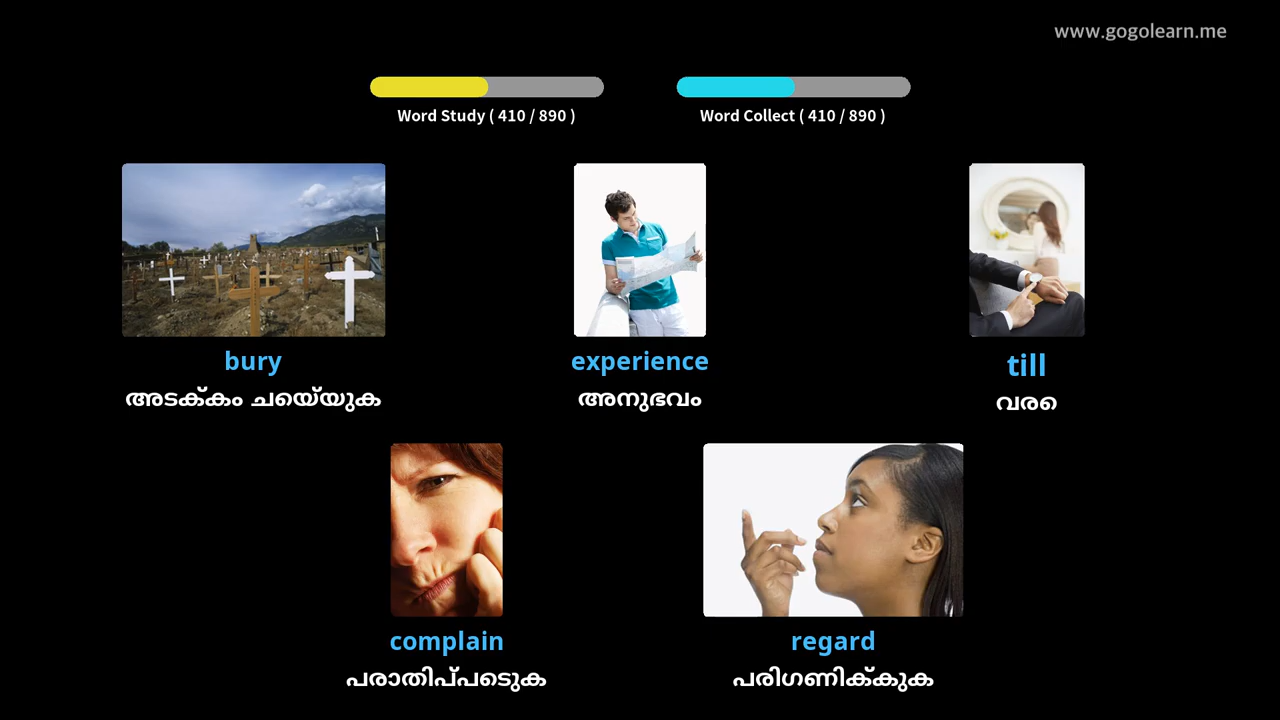 www.gogolearn.me
Word Study ( 410 / 890 )
Word Collect ( 410 / 890 )
bury
അടക്കം ചെയ്യുക
experience
അനുഭവം
till
വരെ
complain
പരാതിപ്പെടുക
regard
പരിഗണിക്കുക